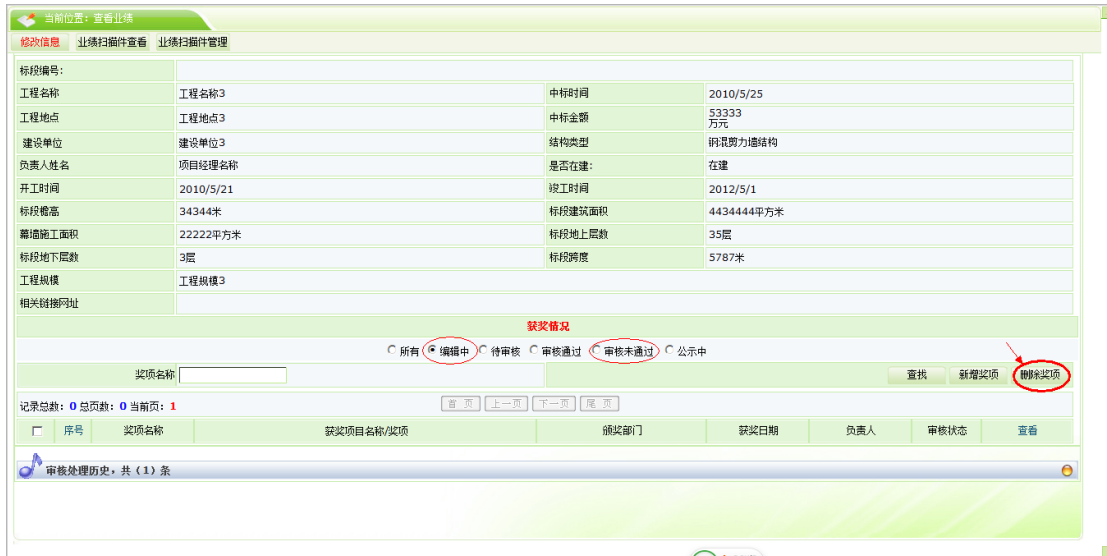 当前位置：查看业绩
修改信息 业绩扫描件查看 业绩扫描件管理
标段编号：
工程名称 工程名称3 中标时间 2010/5/25
工程地点 工程地点3 中标金额 53333
万元
建设单位 建设单位3 结构类型 钢混剪力墙结构
负责人姓名 项目经理名称 是否在建： 在建
开工时间 2010/5/21 竣工时间 2012/5/1
标段檐高 34344米 标段建筑面积 4434444平方米
幕墙施工面积 22222平方米 标段地上层数 35层
标段地下层数 3层 标段跨度 5787米
工程规模 工程规模3
相关链接网址
获奖情况
所有 编辑中 待审核 审核通过 审核未通过 公示中
奖项名称 查找 新增奖项 删除奖项
记录总数：0 总页数：0 当前页：1 首 页 上一页 下一页 尾 页
序号 奖项名称 获奖项目名称/奖项 颁奖部门 获奖日期 负责人 审核状态 查看
审核处理历史，共（1）条